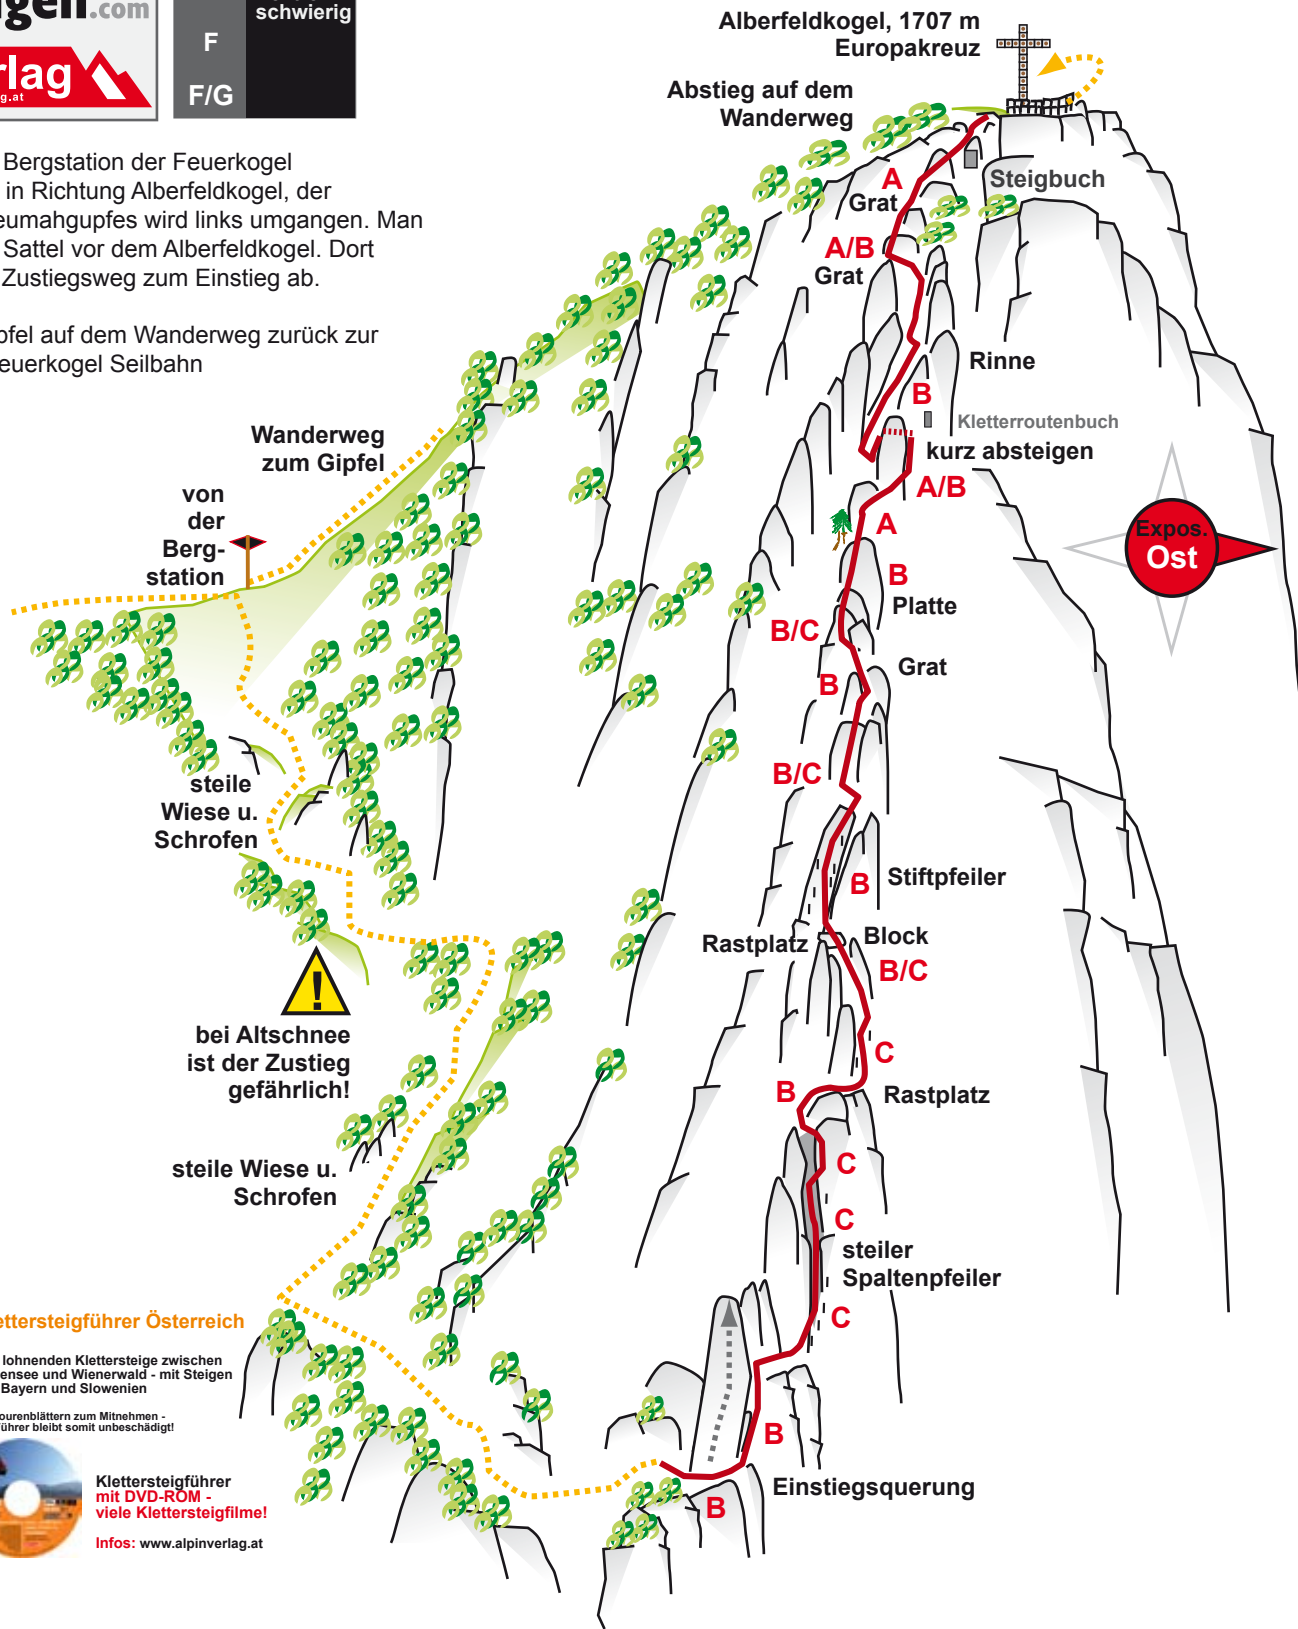 .com
schwierig
F
F/G
rlag
g.at
Alberfeldkogel, 1707 m
Europakreuz
Abstieg auf dem
Wanderweg
Bergstation der Feuerkogel
in Richtung Alberfeldkogel, der
eumahgupfes wird links umgangen. Man
Sattel vor dem Alberfeldkogel. Dort
Zustiegsweg zum Einstieg ab.
pfel auf dem Wanderweg zurück zur
euerkogel Seilbahn
A
Grat
Steigbuch
A/B
Grat
Rinne
B
Kletterroutenbuch
kurz absteigen
A/B
A
Wanderweg
zum Gipfel
von
der
Berg-
station
Expos.
Ost
B
Platte
B/C
Grat
B
B/C
steile
Wiese u.
Schrofen
B
Stiftpfeiler
Rastplatz
Block
B/C
!
bei Altschnee
ist der Zustieg
gefährlich!
C
B
Rastplatz
C
steile Wiese u.
Schrofen
C
steiler
Spaltenpfeiler
C
ettersteigführer Österreich
lohnenden Klettersteige zwischen
ensee und Wienerwald - mit Steigen
Bayern und Slowenien
ourenblättern zum Mitnehmen -
führer bleibt somit unbeschädigt!
B
Einstiegsquerung
B
Klettersteigführer
mit DVD-ROM -
viele Klettersteigfilme!
Infos: www.alpinverlag.at